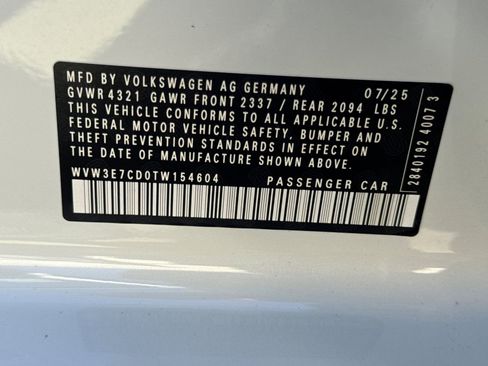 MFD BY VOLKSWAGEN AG GERMANY 07/25
GVWR 4321 GAWR FRONT 2337 / REAR 2094 LBS
THIS VEHICLE CONFORMS TO ALL APPLICABLE U.S.
FEDERAL MOTOR VEHICLE SAFETY, BUMPER AND
THEFT PREVENTION STANDARDS IN EFFECT ON
THE DATE OF MANUFACTURE SHOWN ABOVE.
WVW3E7CD0TW154604 PASSENGER CAR
2840192 4007 3